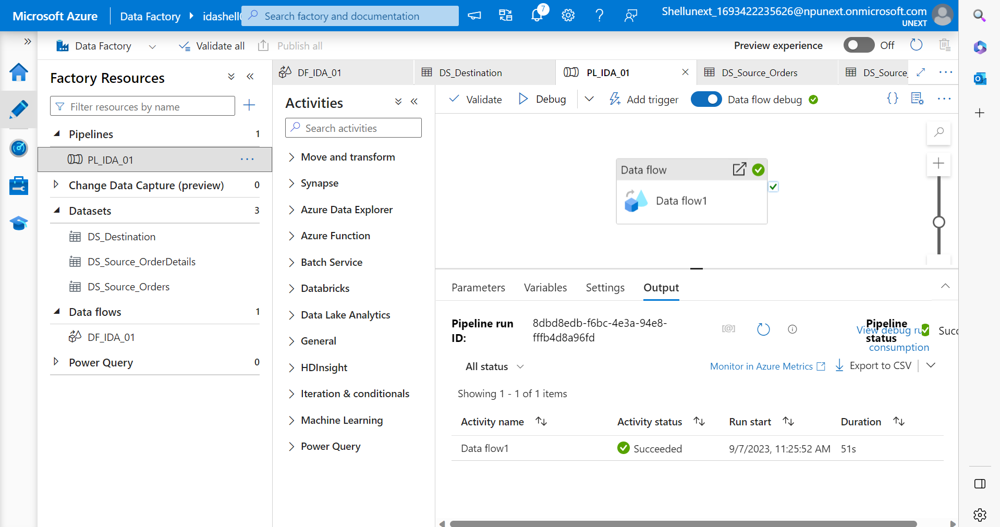 Microsoft Azure
Data Factory
idashell
Search factory and documentation
7
Shellunext_1693422235626@npunext.onmicrosoft.com
UNEXT
Data Factory
Validate all
Publish all
Preview experience
Off
Factory Resources
Filter resources by name
Pipelines 1
PL_IDA_01
Change Data Capture (preview) 0
Datasets 3
DS_Destination
DS_Source_OrderDetails
DS_Source_Orders
Data flows 1
DF_IDA_01
Power Query 0
DF_IDA_01
DS_Destination
PL_IDA_01
DS_Source_Orders
DS_Source_
Activities
Search activities
Move and transform
Synapse
Azure Data Explorer
Azure Function
Batch Service
Databricks
Data Lake Analytics
General
HDInsight
Iteration & conditionals
Machine Learning
Power Query
Validate
Debug
Add trigger
Data flow debug
Data flow
Data flow1
Parameters
Variables
Settings
Output
Pipeline run
ID:
8dbd8edb-f6bc-4e3a-94e8-
fffb4d8a96fd
[@]
Pipeline
status
View debug ru
consumption
Succ
All status
Monitor in Azure Metrics
Export to CSV
Showing 1 - 1 of 1 items
Activity name
Activity status
Run start
Duration
Data flow1
Succeeded
9/7/2023, 11:25:52 AM
51s